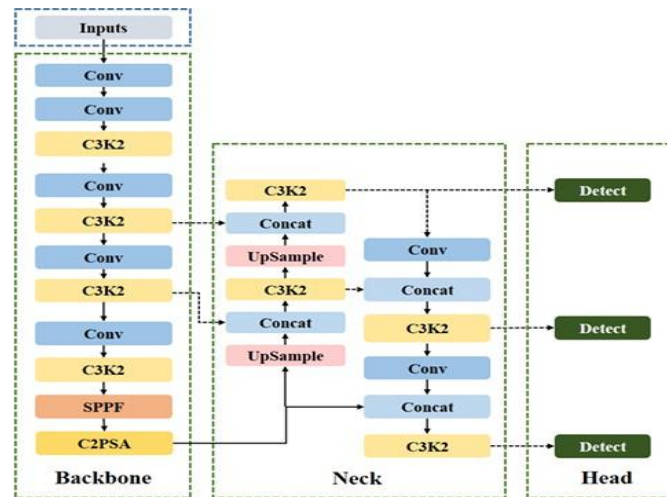 Inputs
Conv
Conv
C3K2
Conv
C3K2
Conv
C3K2
Conv
C3K2
SPPF
C2PSA
Backbone
C3K2
Concat
UpSample
C3K2
Concat
UpSample
Conv
Concat
C3K2
Conv
Concat
C3K2
Neck
Detect
Detect
Detect
Head